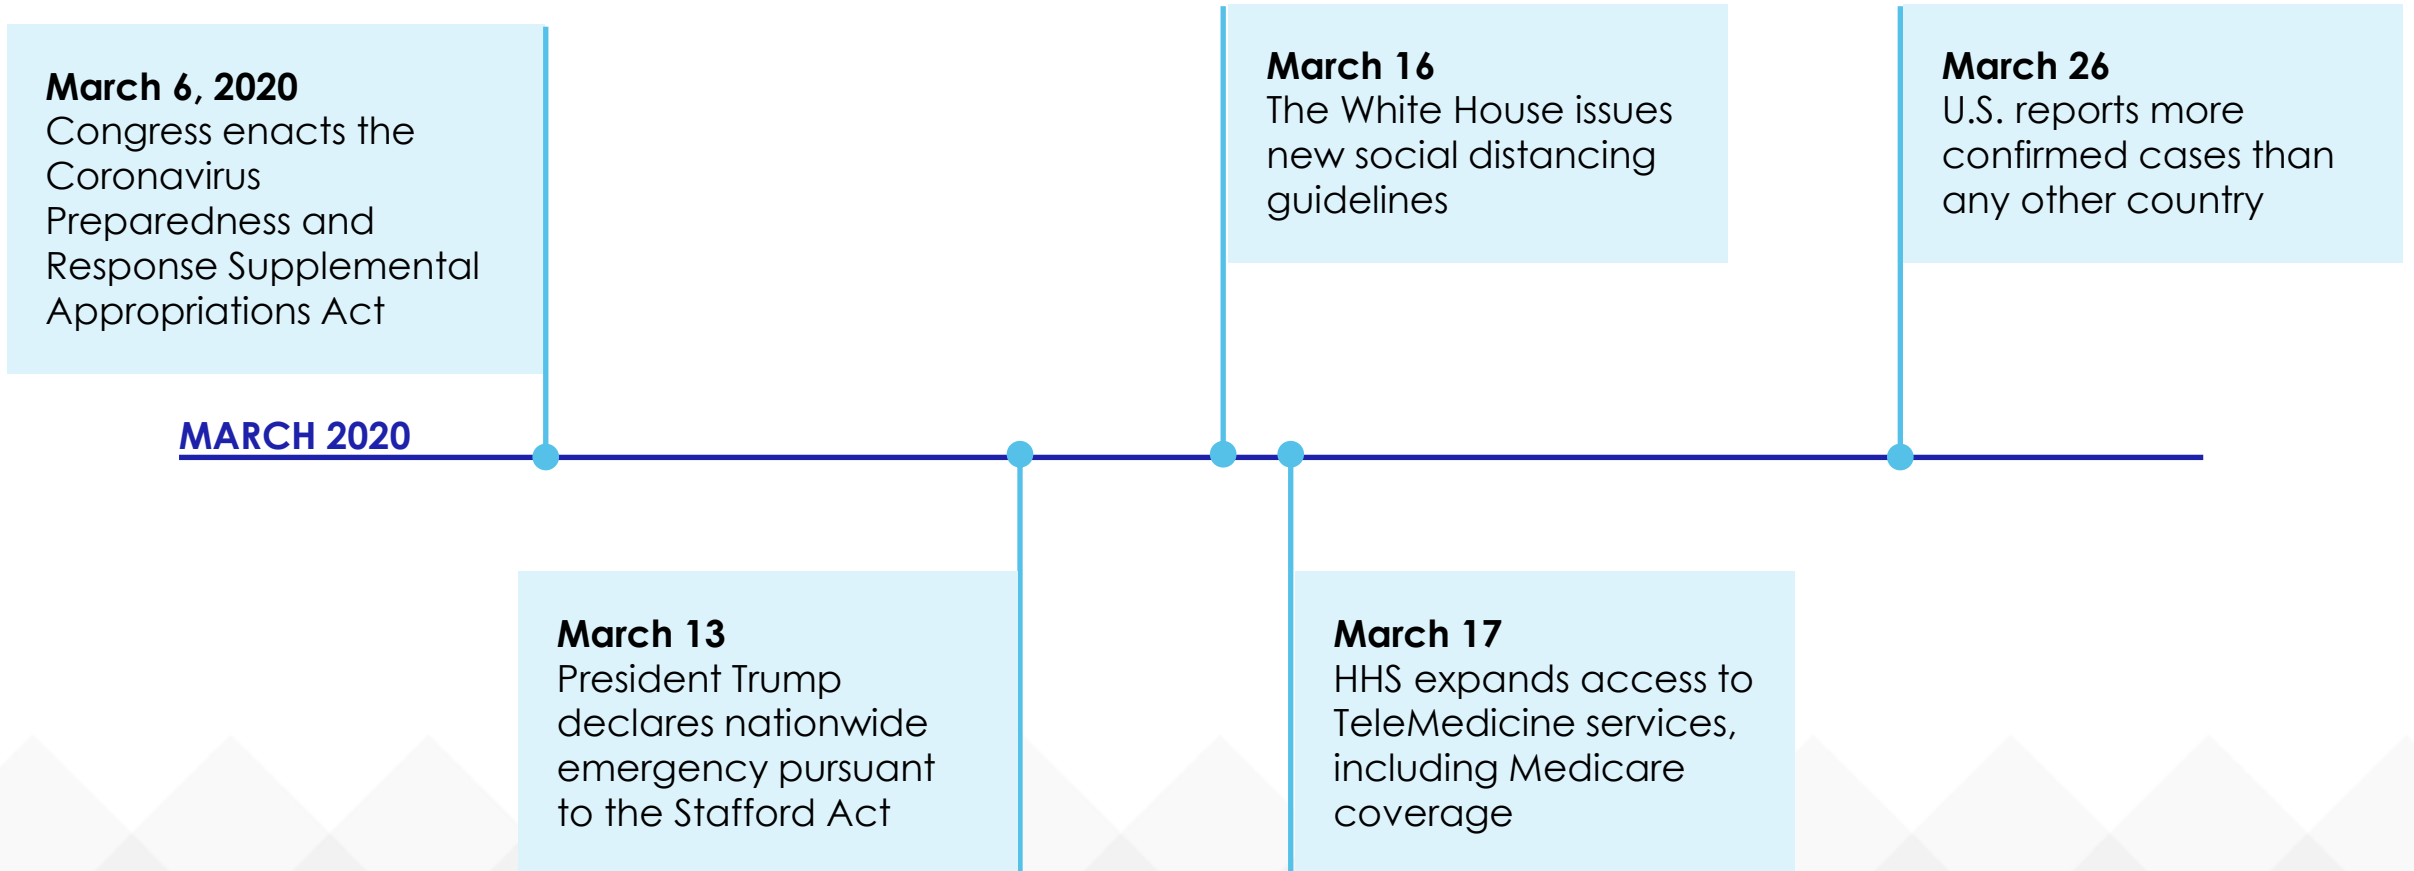 March 6, 2020
Congress enacts the
Coronavirus
Preparedness and
Response Supplemental
Appropriations Act
March 16
The White House issues
new social distancing
guidelines
March 26
U.S. reports more
confirmed cases than
any other country
MARCH 2020
March 13
President Trump
declares nationwide
emergency pursuant
to the Stafford Act
March 17
HHS expands access to
TeleMedicine services,
including Medicare
coverage